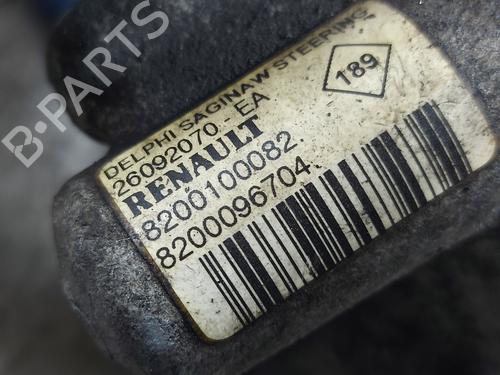 DELPHI SAGINAW STEERING
26092070 - EA
189
RENAULT
8200100082
8200096704
B-PARTS